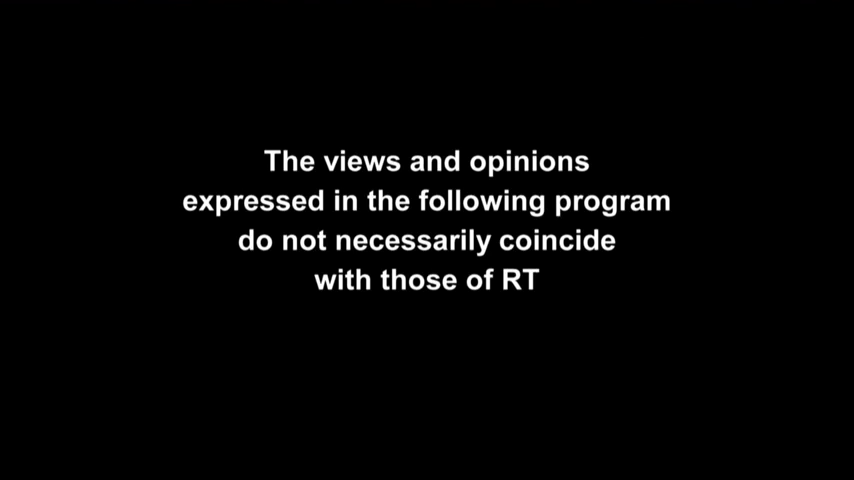 The views and opinions
expressed in the following program
do not necessarily coincide
with those of RT